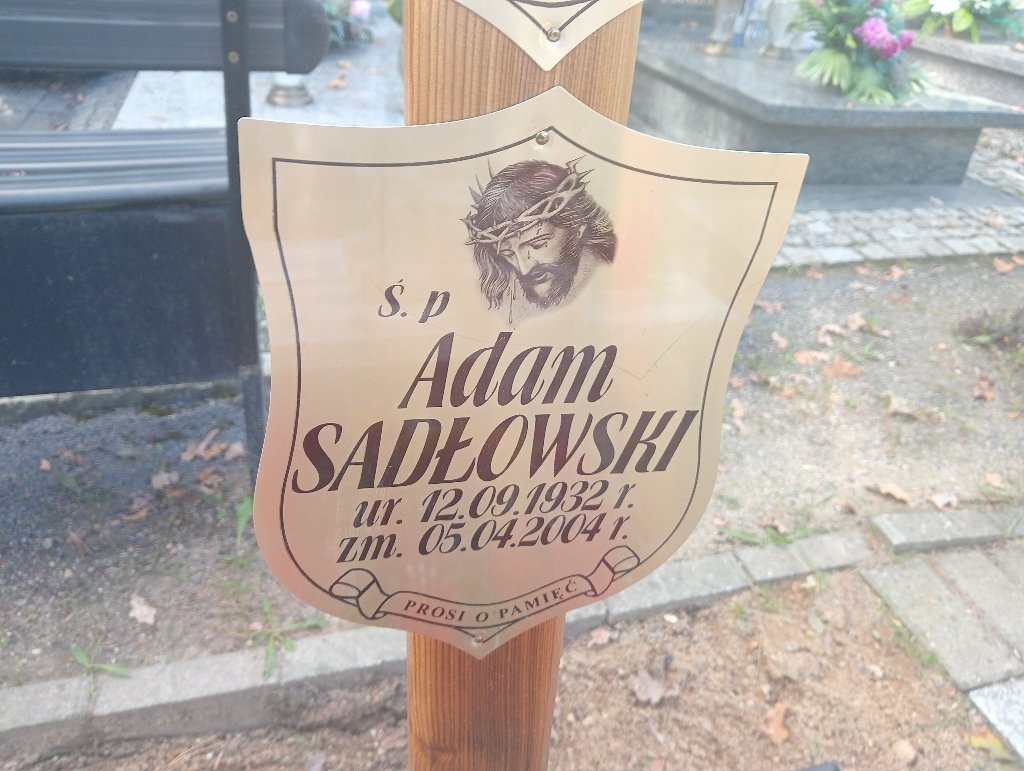 Ś. p
Adam
SADŁOWSKI
ur. 12.09.1932 r.
zm. 05.04.2004 r.
PROSI O PAMIĘĆ